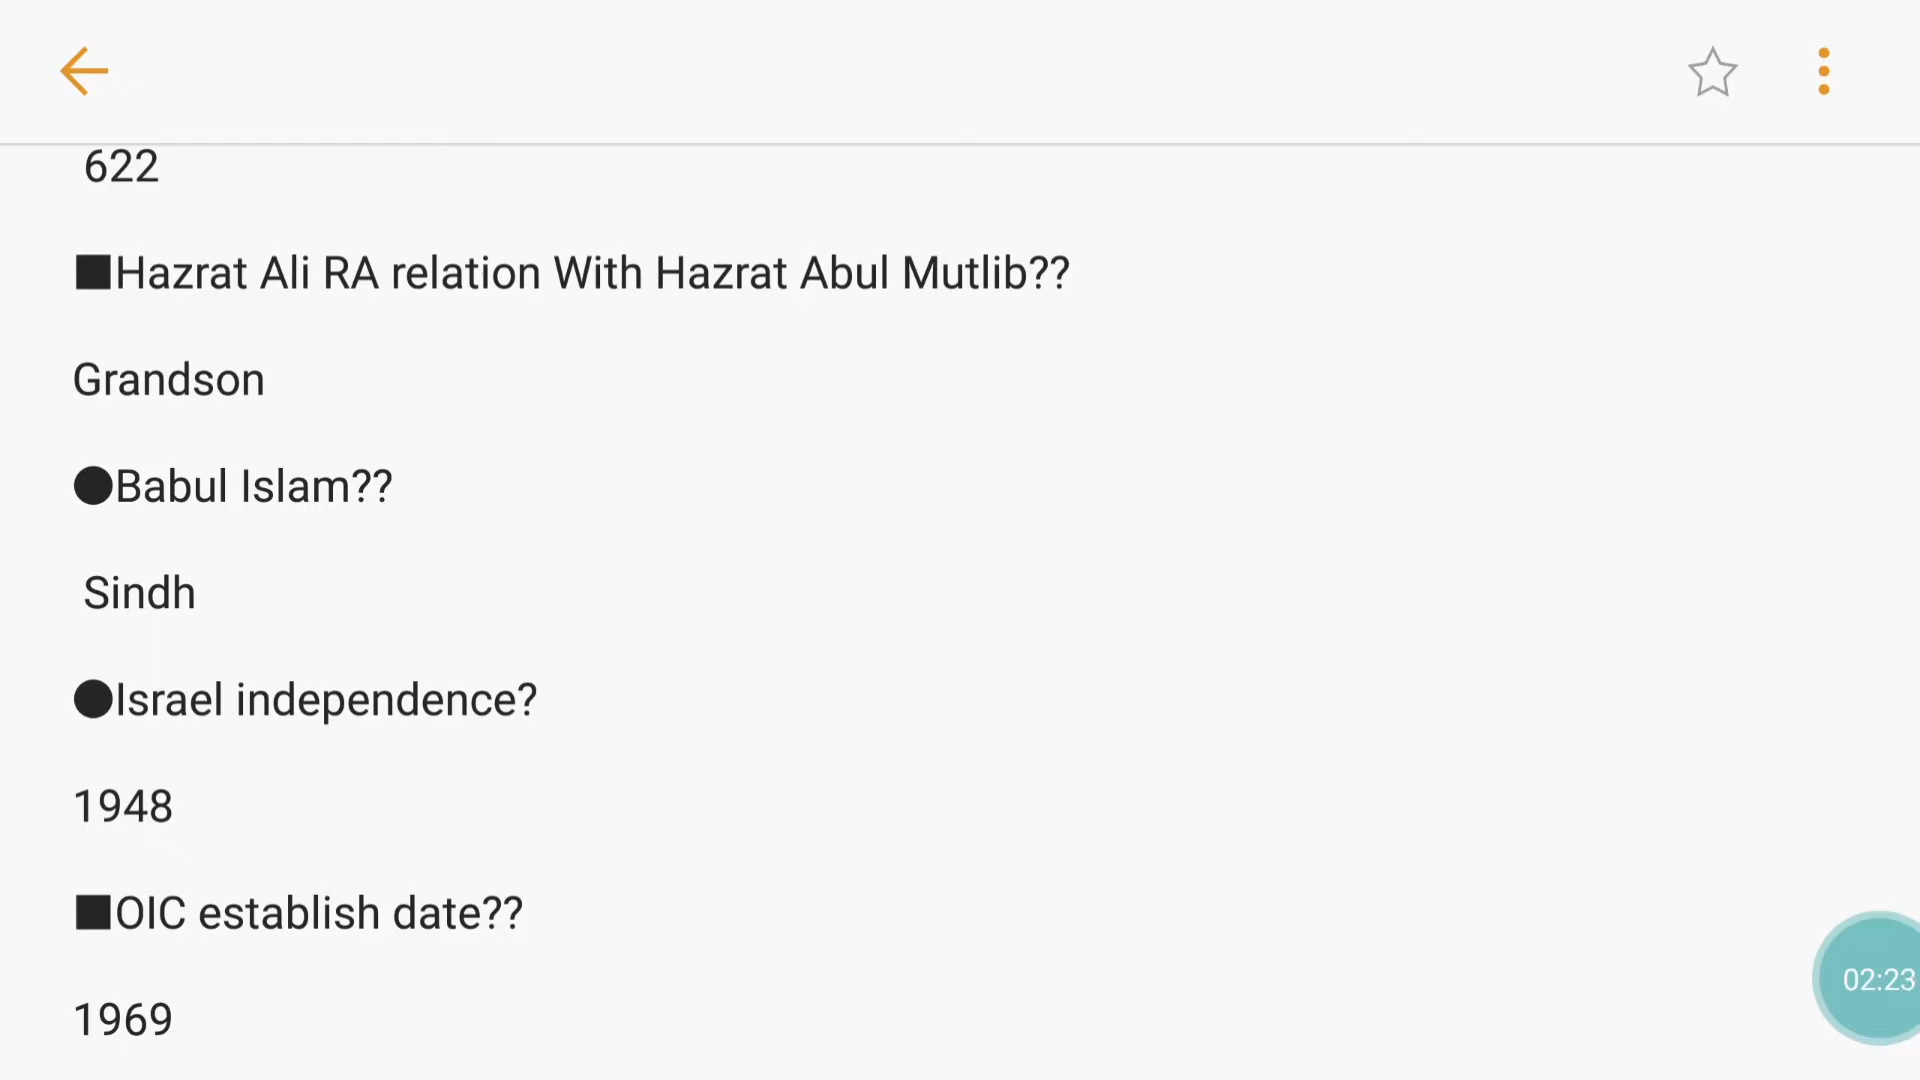 622
■Hazrat Ali RA relation With Hazrat Abul Mutlib??
Grandson
●Babul Islam??
Sindh
●Israel independence?
1948
■OIC establish date??
1969
02:23